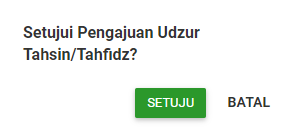 Setujui Pengajuan Udzur
Tahsin/Tahfidz?
SETUJU BATAL